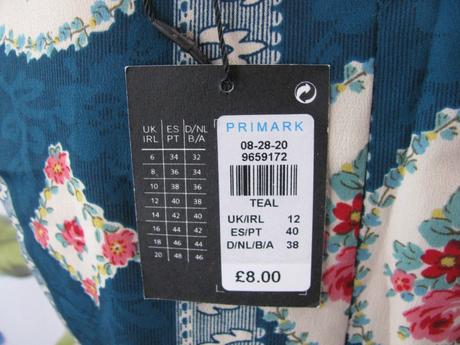 UK ES D/NL
IRL PT B/A
6 34 32
8 36 34
10 38 36
12 40 38
14 42 40
16 44 42
18 46 44
20 48 46
PRIMARK
08-28-20
9659172
TEAL
UK/IRL 12
ES/PT 40
D/NL/B/A 38
£8.00